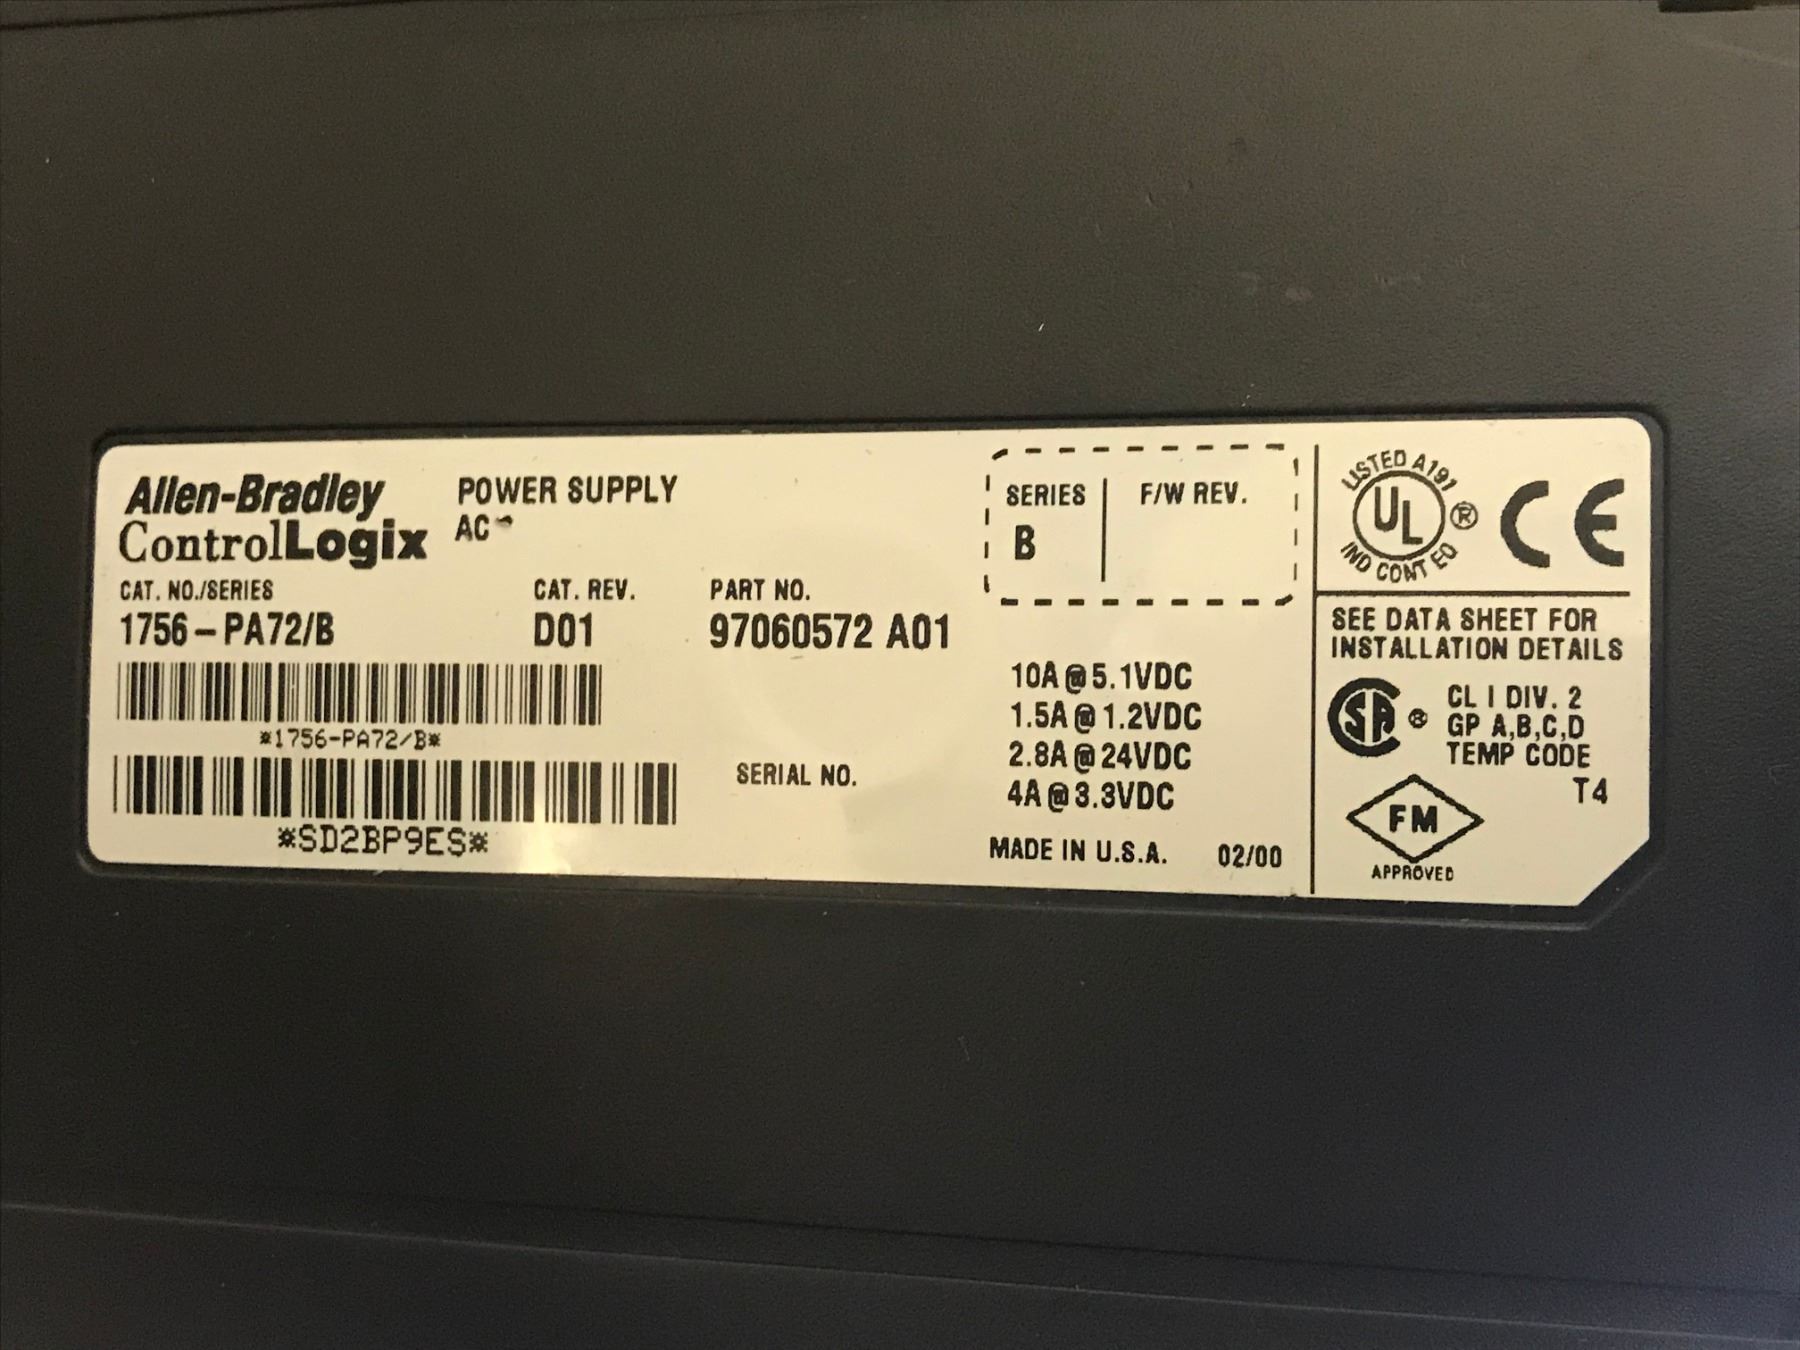 Allen-Bradley
ControlLogix
POWER SUPPLY
AC
CAT. NO./SERIES
1756-PA72/B
CAT. REV.
D01
PART NO.
97060572 A01
*1756-PA72/B*
*SD2BP9ES*
SERIAL NO.
SERIES
B
F/W REV.
10A@5.1VDC
1.5A@1.2VDC
2.8A@24VDC
4A@3.3VDC
MADE IN U.S.A. 02/00
LISTED A191
UL ®
IND CONT EQ
CE
SEE DATA SHEET FOR
INSTALLATION DETAILS
SA ®
CL I DIV. 2
GP A,B,C,D
TEMP CODE
T4
FM
APPROVED